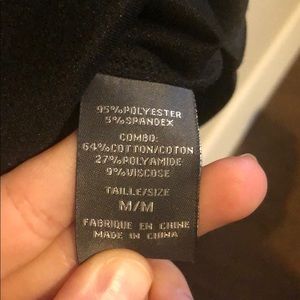 95%POLYESTER
5%SPANDEX
COMBO:
64%COTTON/COTON
27%POLYAMIDE
9%VISCOSE
TAILLE/SIZE
M/M
FABRIQUE EN CHINE
MADE IN CHINA